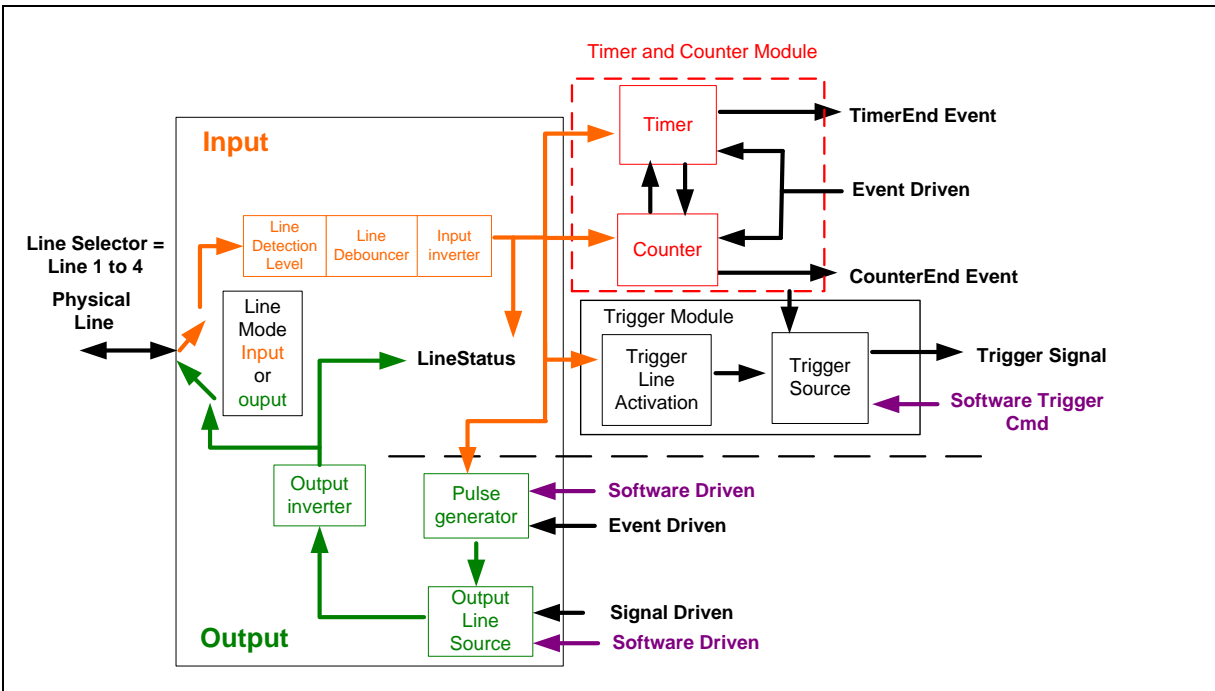 Timer and Counter Module
Input
Timer
TimerEnd Event
Event Driven
Line Selector =
Line 1 to 4
Line
Detection
Level
Line
Debouncer
Input
inverter
Counter
CounterEnd Event
Physical
Line
Line
Mode
Input
or
ouput
LineStatus
Trigger Module
Trigger
Line
Activation
Trigger
Source
Trigger Signal
Software Trigger
Cmd
Output
inverter
Pulse
generator
Software Driven
Event Driven
Output
Line
Source
Signal Driven
Software Driven
Output